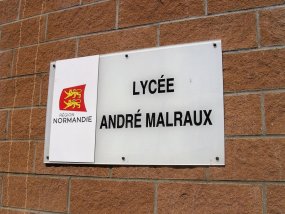 RÉGION
NORMANDIE
LYCÉE
ANDRÉ MALRAUX